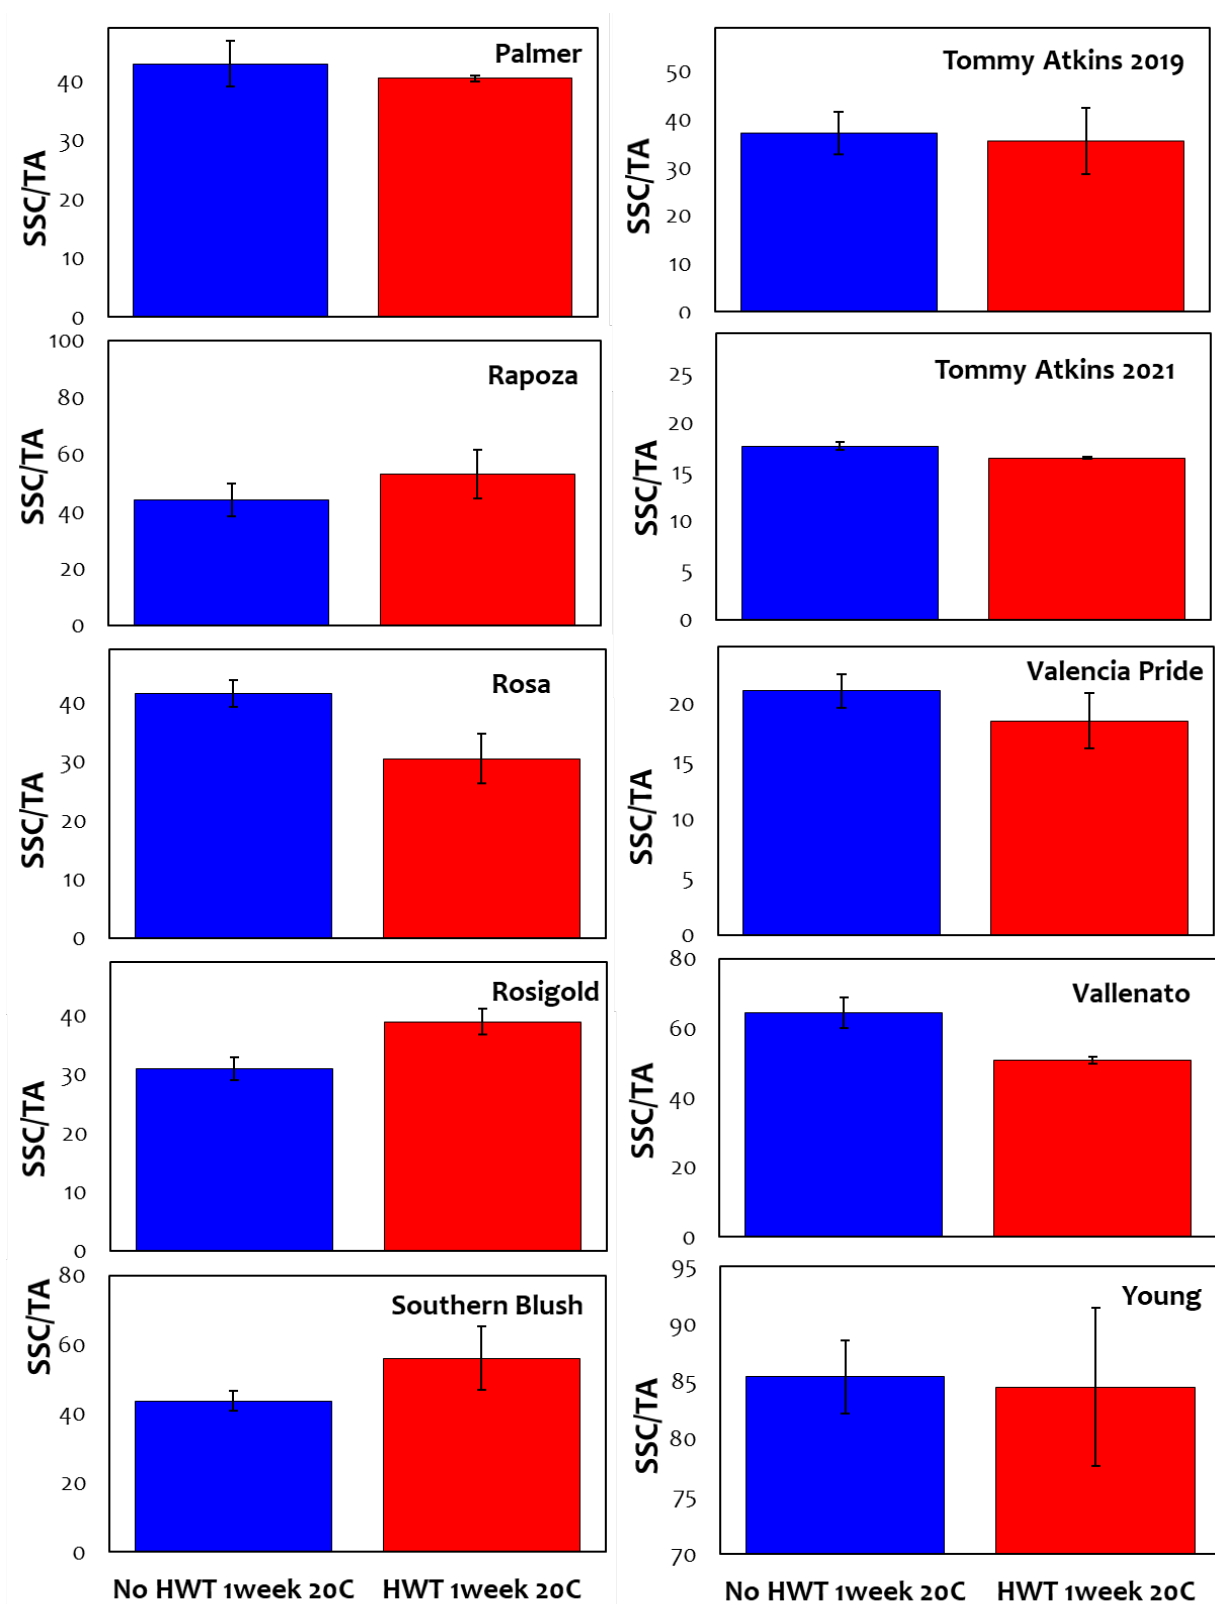 Palmer
SSC/TA
40
30
20
10
0
Tommy Atkins 2019
SSC/TA
50
40
30
20
10
0
Rapoza
SSC/TA
100
80
60
40
20
0
Tommy Atkins 2021
SSC/TA
25
20
15
10
5
0
Rosa
SSC/TA
40
30
20
10
0
Valencia Pride
SSC/TA
20
15
10
5
0
Rosigold
SSC/TA
40
30
20
10
0
Vallenato
SSC/TA
80
60
40
20
0
Southern Blush
SSC/TA
80
60
40
20
0
Young
SSC/TA
95
90
85
80
75
70
No HWT 1week 20C
HWT 1week 20C
No HWT 1week 20C
HWT 1week 20C